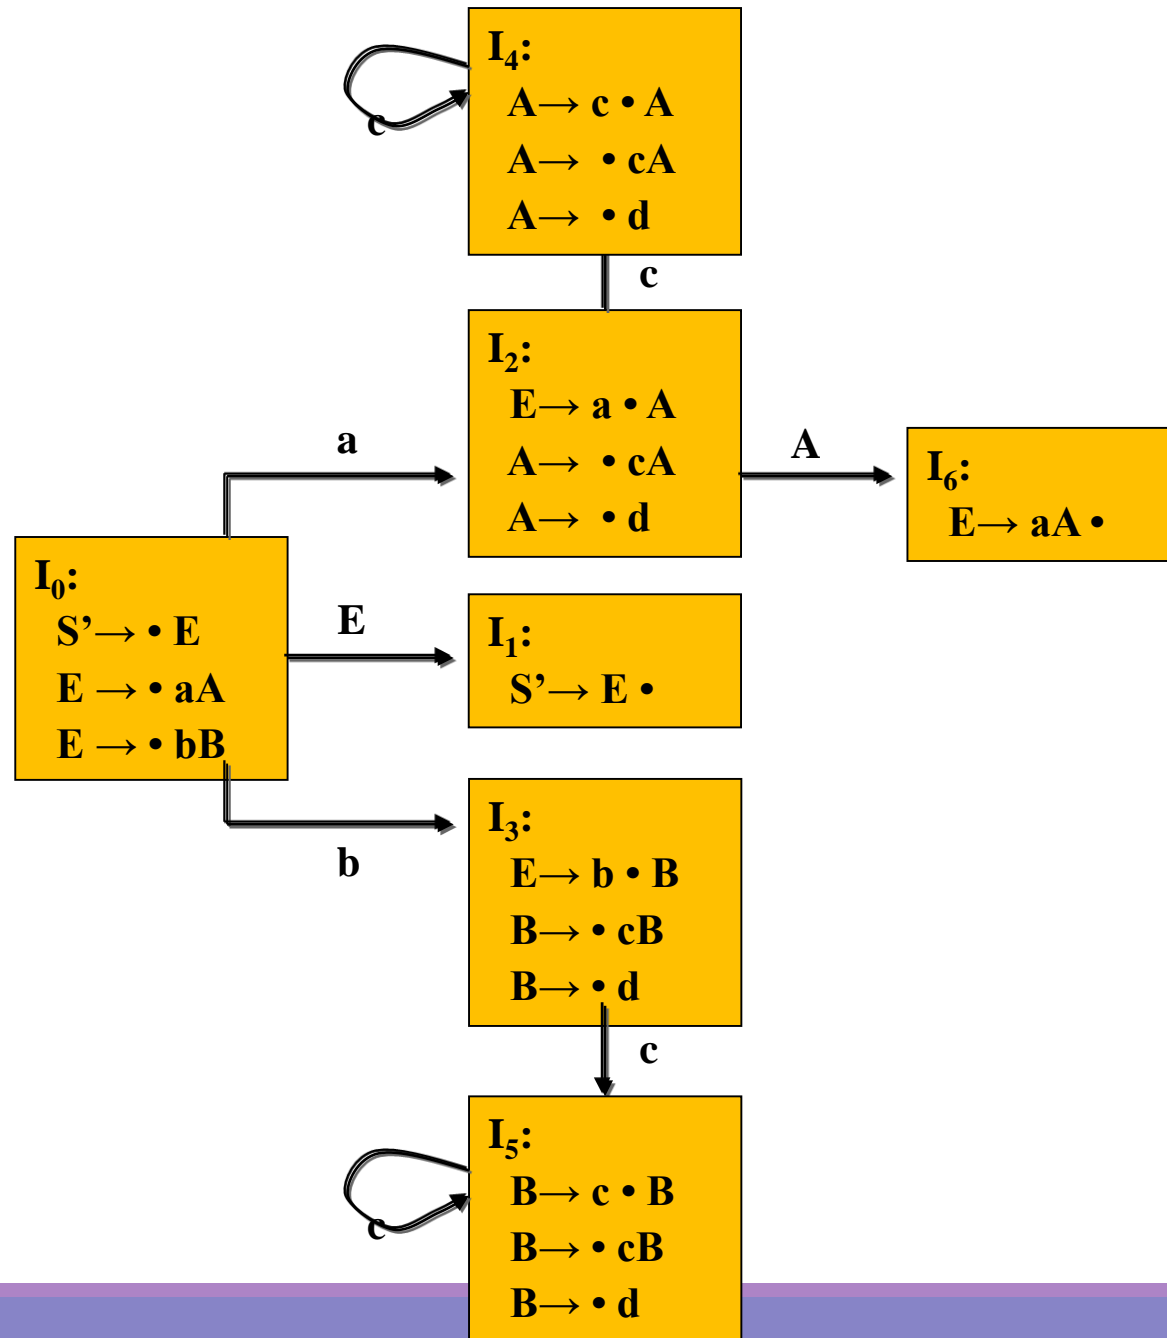 I₄:
A→ c • A
A→ • cA
A→ • d
c
c
I₂:
E→ a • A
A→ • cA
A→ • d
a
A
I₆:
E→ aA •
I₀:
S’→ • E
E → • aA
E → • bB
E
I₁:
S’→ E •
b
I₃:
E→ b • B
B→ • cB
B→ • d
c
I₅:
B→ c • B
B→ • cB
B→ • d
c